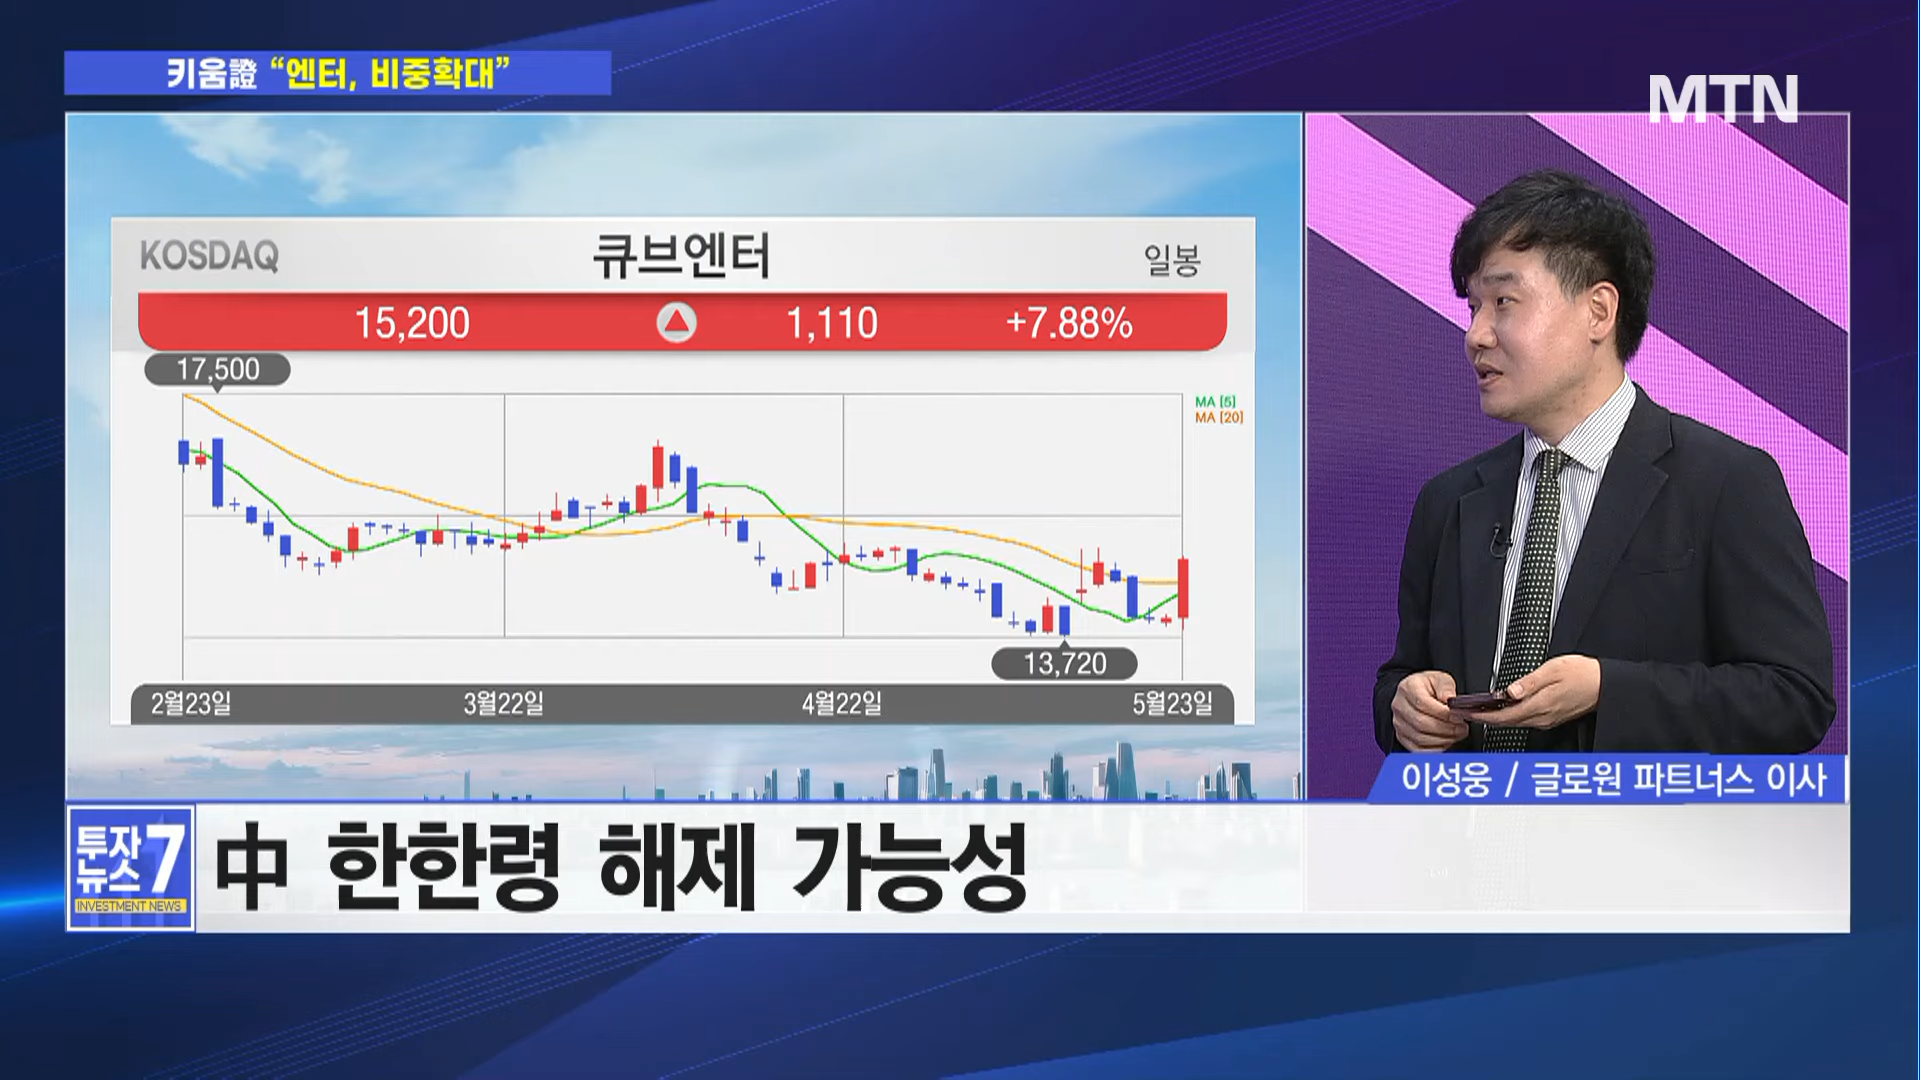 키움證 “엔터, 비중확대”
MTN
KOSDAQ 큐브엔터 일봉
15,200 1,110 +7.88%
17,500
MA [5]
MA [20]
13,720
2월23일 3월22일 4월22일 5월23일
이성웅 / 글로원 파트너스 이사
투자
뉴스 7
INVESTMENT NEWS
中 한한령 해제 가능성